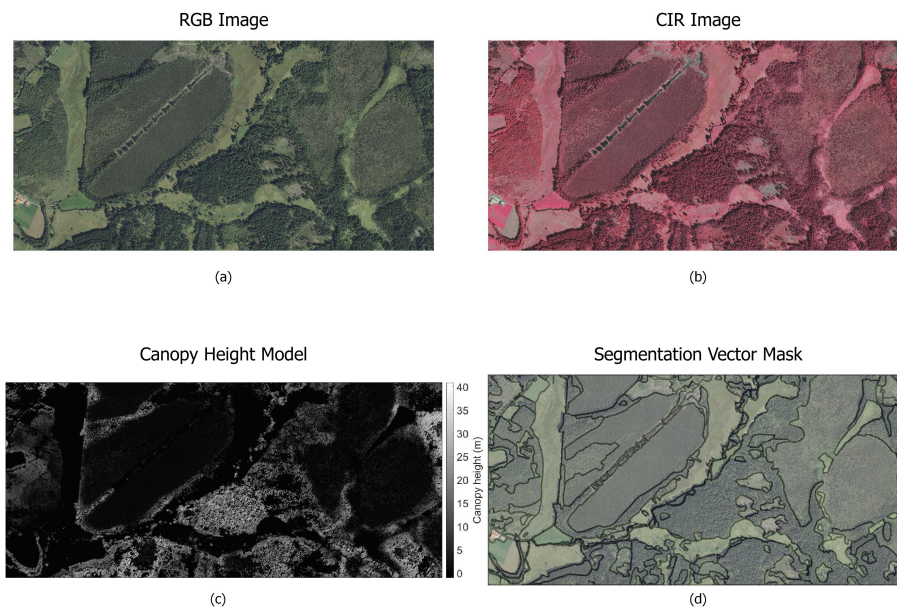 RGB Image
CIR Image
(a)
(b)
Canopy Height Model
Segmentation Vector Mask
40
35
30
25
20
15
10
5
0
Canopy height (m)
(c)
(d)